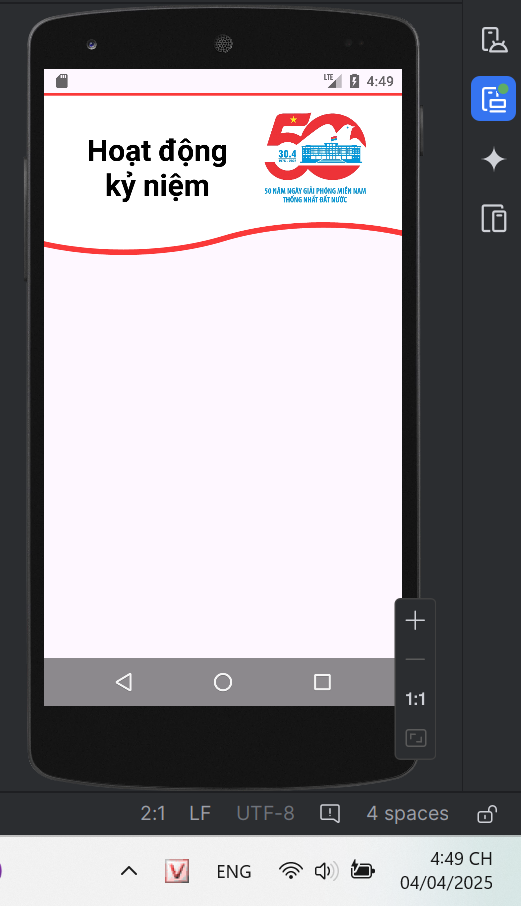 LTE 4:49
Hoạt động
kỷ niệm
50
30.4
50 NĂM NGÀY GIẢI PHÓNG MIỀN NAM
THỐNG NHẤT ĐẤT NƯỚC
1:1
2:1 LF UTF-8 4 spaces
V ENG 4:49 CH
04/04/2025